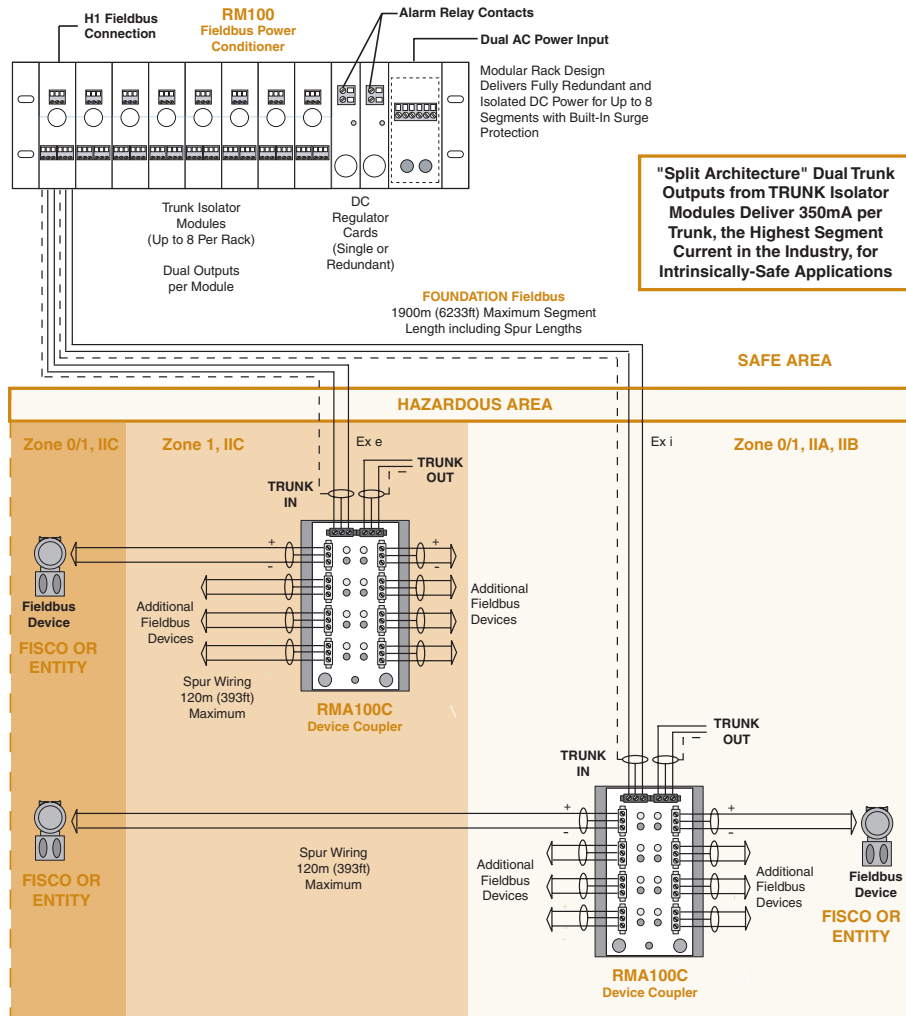 H1 Fieldbus
Connection
RM100
Fieldbus Power
Conditioner
Alarm Relay Contacts
Dual AC Power Input
Modular Rack Design
Delivers Fully Redundant and
Isolated DC Power for Up to 8
Segments with Built-In Surge
Protection
"Split Architecture" Dual Trunk
Outputs from TRUNK Isolator
Modules Deliver 350mA per
Trunk, the Highest Segment
Current in the Industry, for
Intrinsically-Safe Applications
Trunk Isolator
Modules
(Up to 8 Per Rack)
Dual Outputs
per Module
DC
Regulator
Cards
(Single or
Redundant)
FOUNDATION Fieldbus
1900m (6233ft) Maximum Segment
Length including Spur Lengths
SAFE AREA
HAZARDOUS AREA
Zone 0/1, IIC
Zone 1, IIC
Ex e
Ex i
Zone 0/1, IIA, IIB
TRUNK
IN
TRUNK
OUT
+
-
+
-
Fieldbus
Device
FISCO OR
ENTITY
Additional
Fieldbus
Devices
Additional
Fieldbus
Devices
Spur Wiring
120m (393ft)
Maximum
RMA100C
Device Coupler
TRUNK
IN
TRUNK
OUT
+
-
+
-
FISCO OR
ENTITY
Spur Wiring
120m (393ft)
Maximum
Additional
Fieldbus
Devices
Additional
Fieldbus
Devices
Fieldbus
Device
FISCO OR
ENTITY
RMA100C
Device Coupler